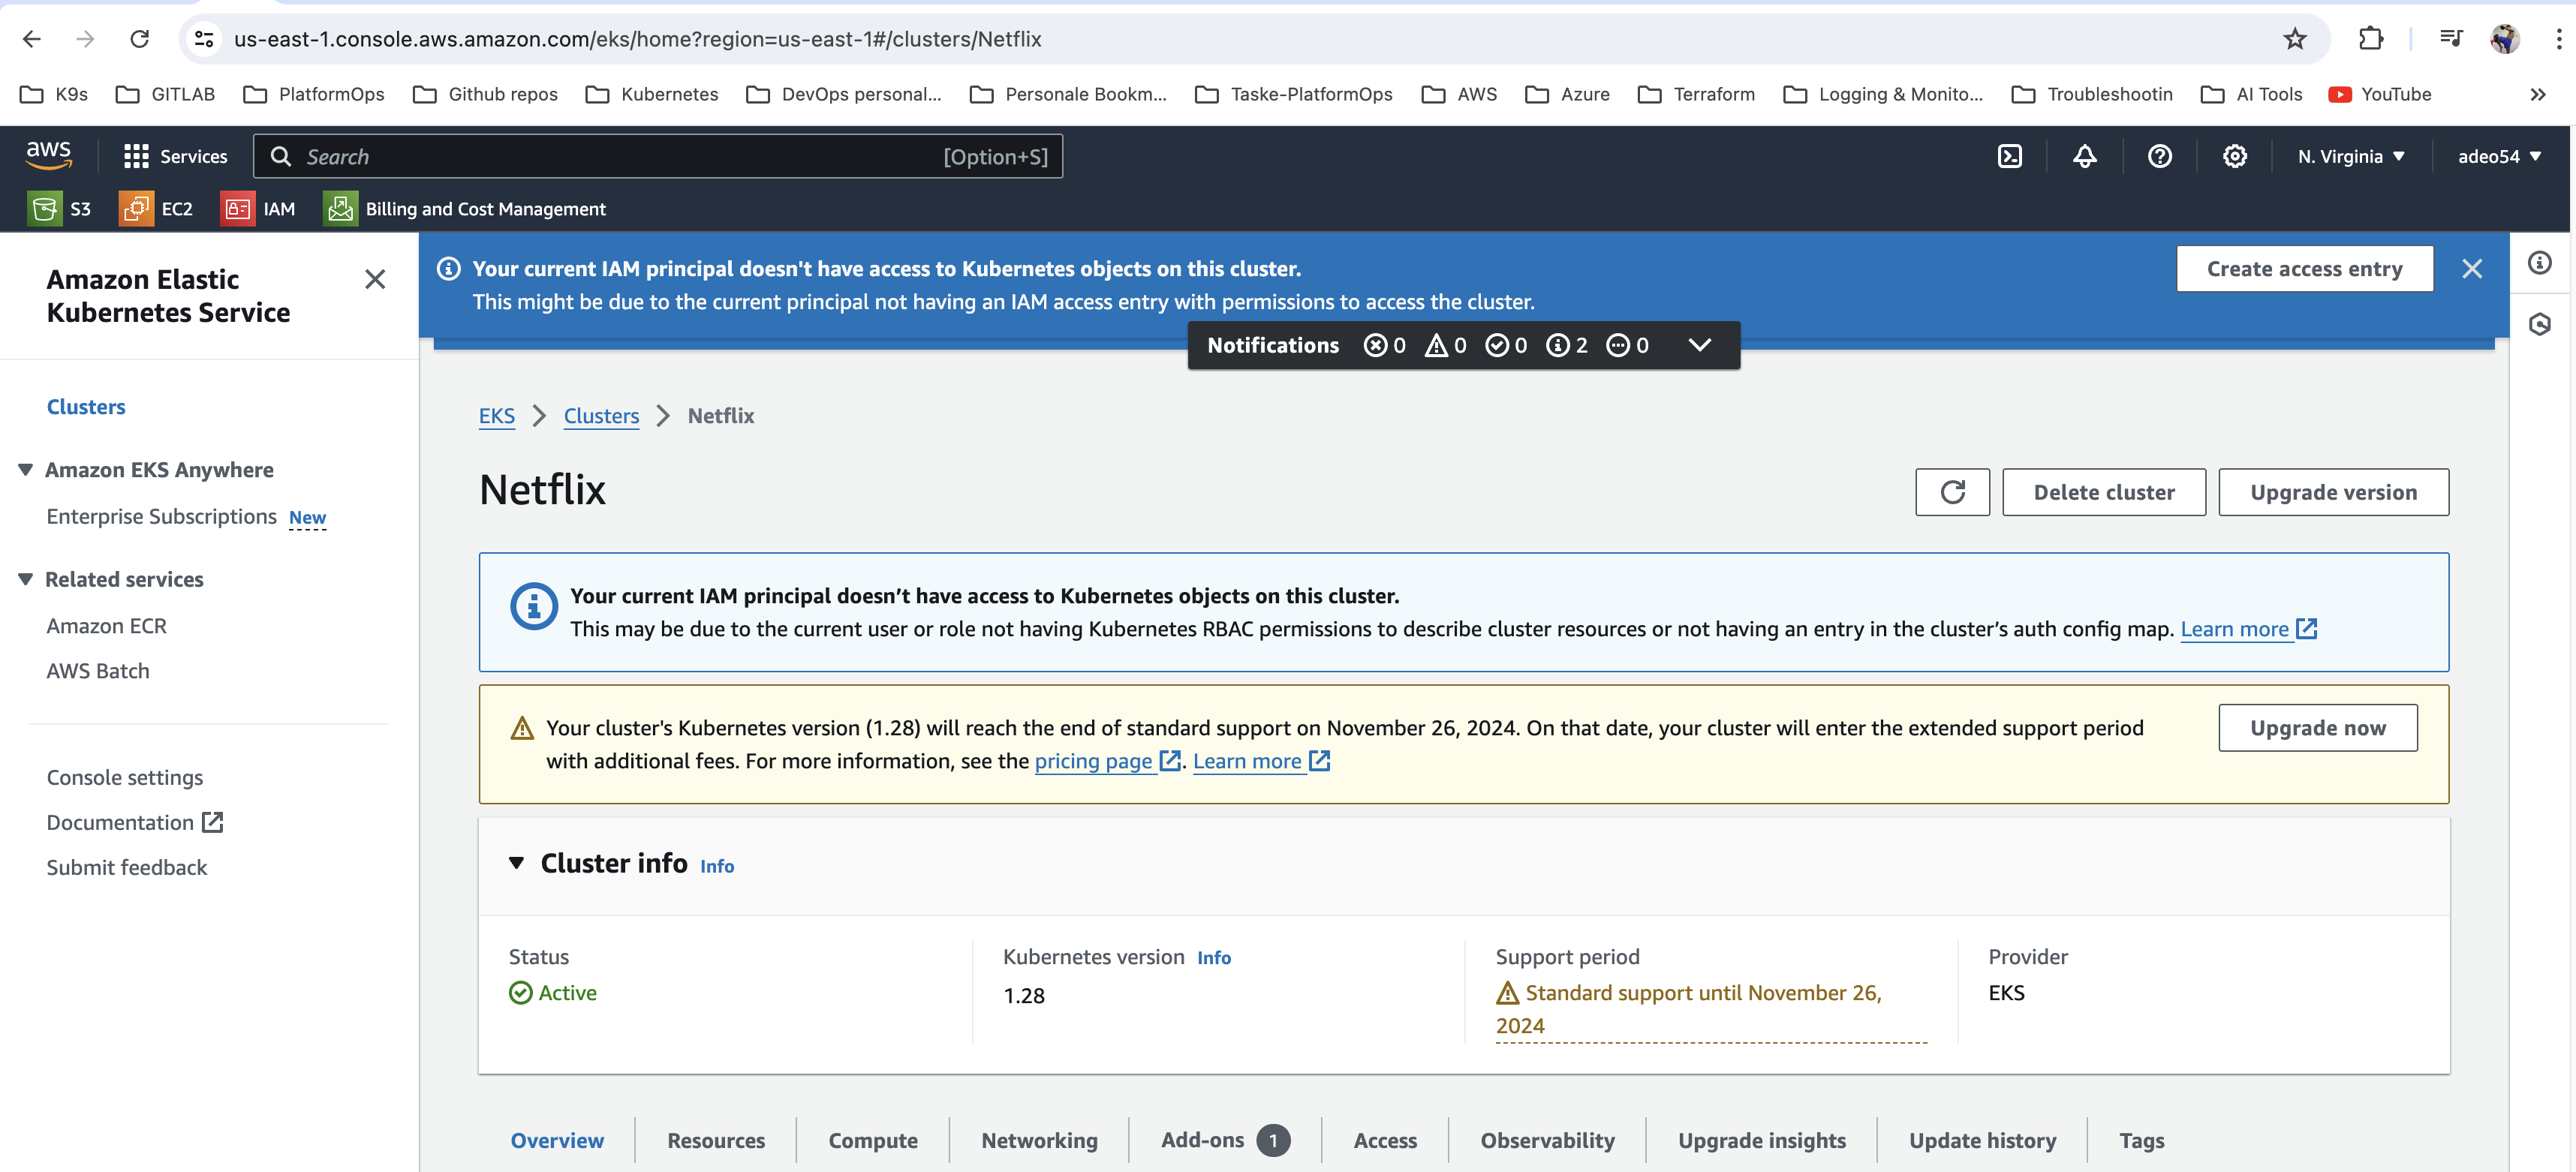 us-east-1.console.aws.amazon.com/eks/home?region=us-east-1#/clusters/Netflix
K9s GITLAB PlatformOps Github repos Kubernetes DevOps personal... Personale Bookm... Taske-PlatformOps AWS Azure Terraform Logging & Monito... Troubleshootin AI Tools YouTube
aws Services Search [Option+S] N. Virginia adeo54
S3 EC2 IAM Billing and Cost Management
Amazon Elastic
Kubernetes Service
Clusters
Amazon EKS Anywhere
Enterprise Subscriptions New
Related services
Amazon ECR
AWS Batch
Console settings
Documentation
Submit feedback
Your current IAM principal doesn't have access to Kubernetes objects on this cluster.
This might be due to the current principal not having an IAM access entry with permissions to access the cluster.
Create access entry
Notifications 0 0 0 2 0
EKS Clusters Netflix
Netflix
Delete cluster Upgrade version
Your current IAM principal doesn’t have access to Kubernetes objects on this cluster.
This may be due to the current user or role not having Kubernetes RBAC permissions to describe cluster resources or not having an entry in the cluster’s auth config map. Learn more
Your cluster's Kubernetes version (1.28) will reach the end of standard support on November 26, 2024. On that date, your cluster will enter the extended support period
with additional fees. For more information, see the pricing page . Learn more
Upgrade now
Cluster info Info
Status
Active
Kubernetes version Info
1.28
Support period
Standard support until November 26,
2024
Provider
EKS
Overview Resources Compute Networking Add-ons 1 Access Observability Upgrade insights Update history Tags